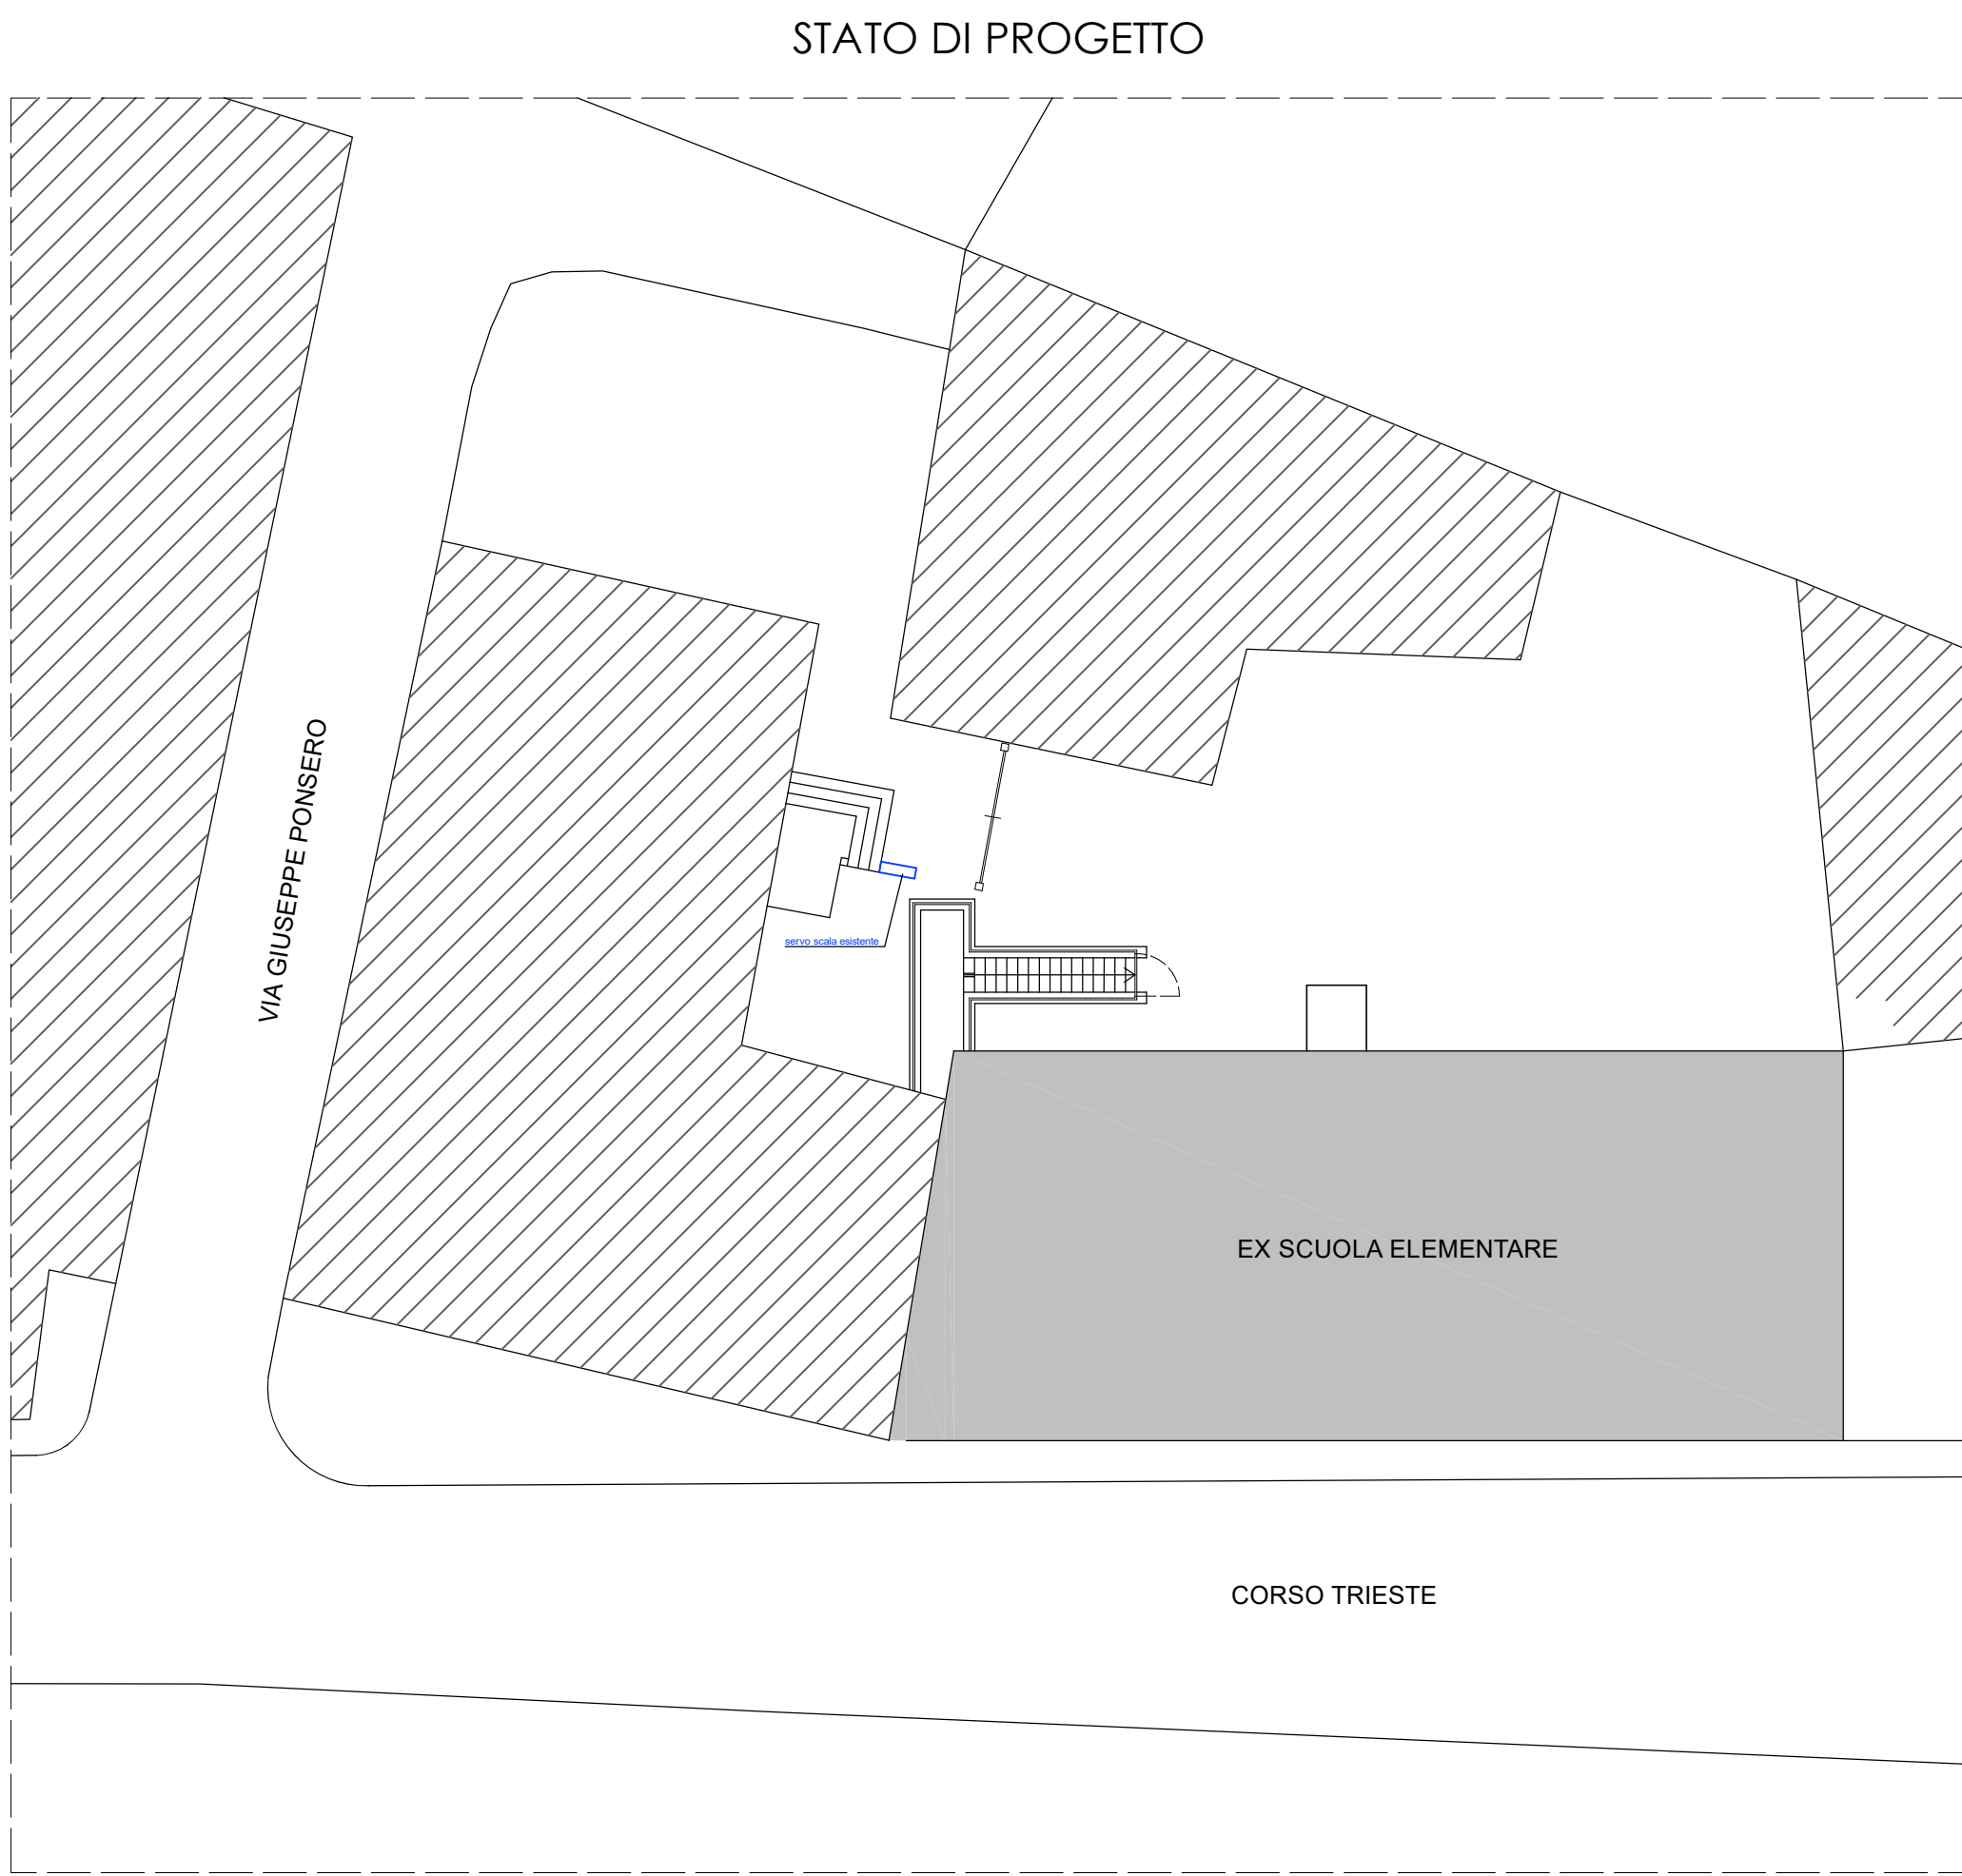 STATO DI PROGETTO
VIA GIUSEPPE PONSERO
servo scala esistente
EX SCUOLA ELEMENTARE
CORSO TRIESTE